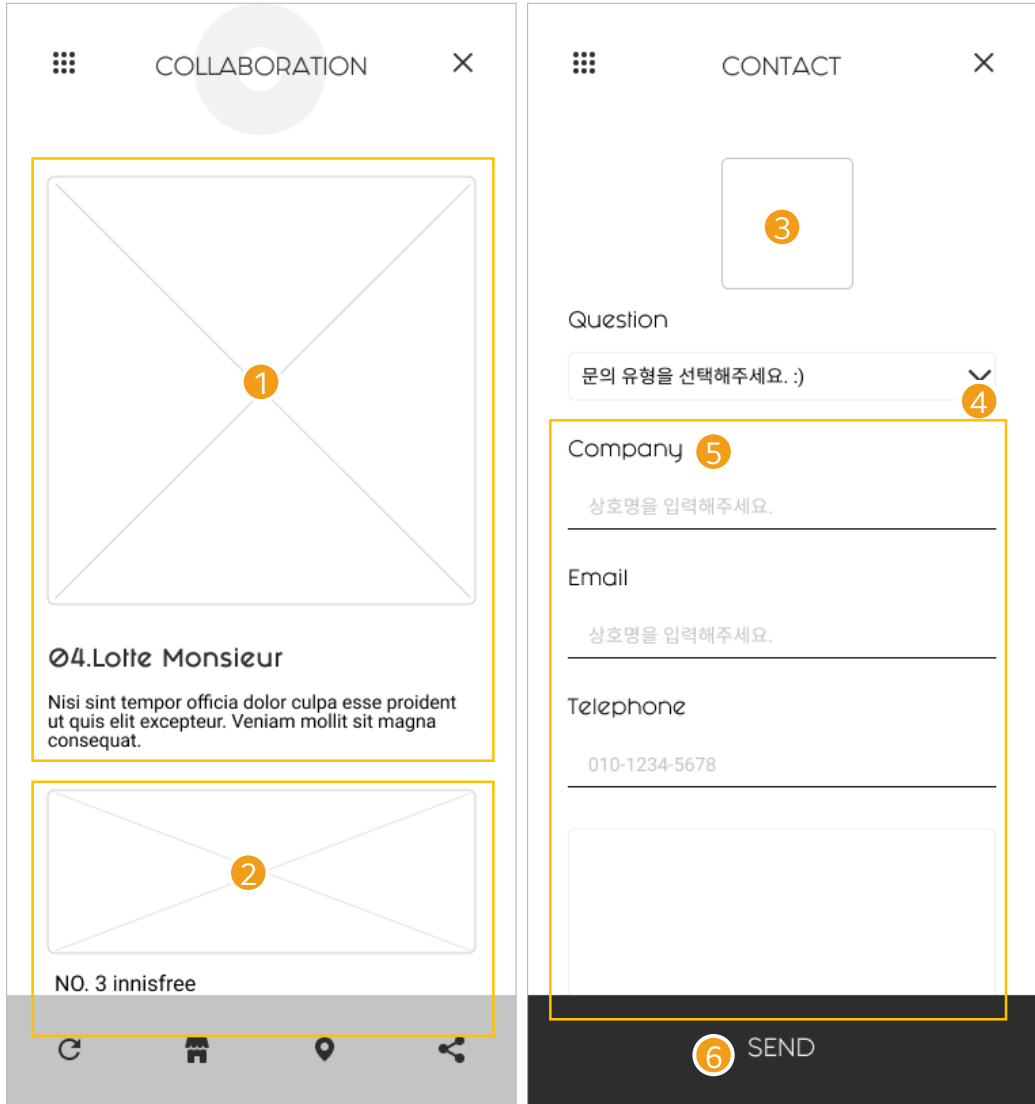 COLLABORATION
1
04.Lotte Monsieur
Nisi sint tempor officia dolor culpa esse proident
ut quis elit excepteur. Veniam mollit sit magna
consequat.
2
NO. 3 innisfree
CONTACT
3
Question
문의 유형을 선택해주세요. :)
4
Company 5
상호명을 입력해주세요.
Email
상호명을 입력해주세요.
Telephone
010-1234-5678
6 SEND